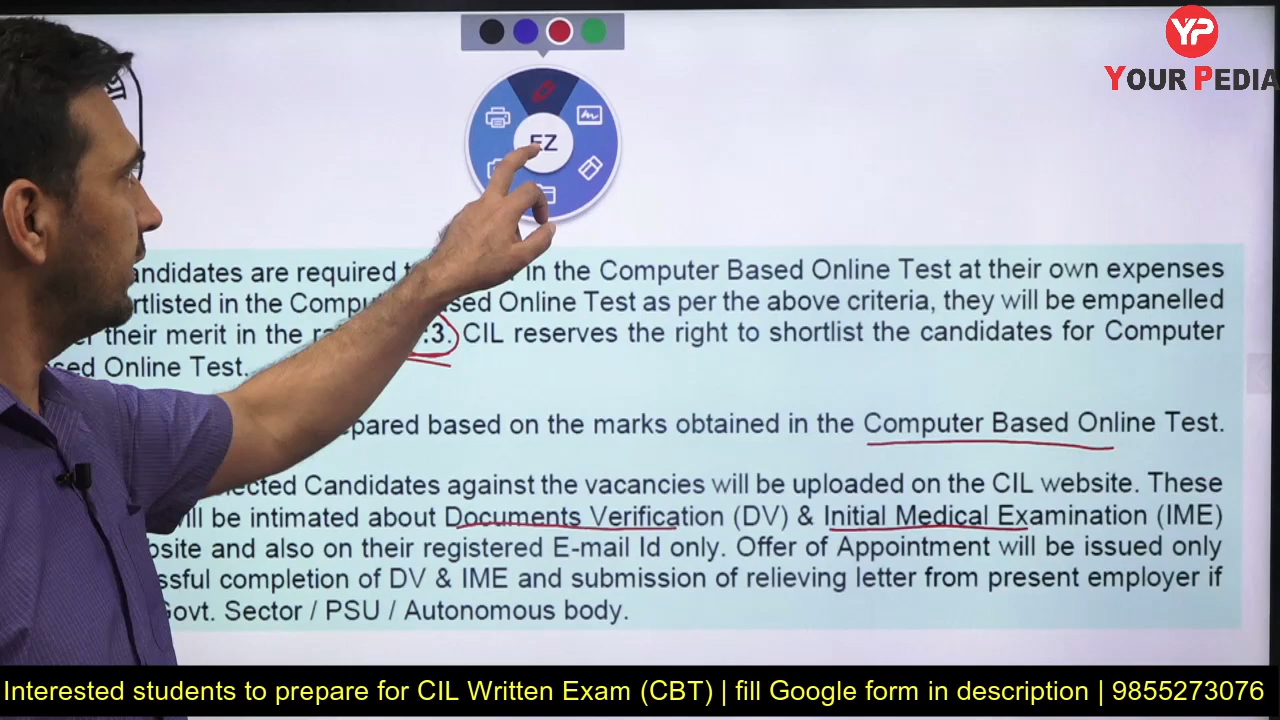 YP
YOUR PEDIA
EZ
andidates are required in the Computer Based Online Test at their own expenses
rtlisted in the Compu sed Online Test as per the above criteria, they will be empanelled
their merit in the ra :3. CIL reserves the right to shortlist the candidates for Computer
sed Online Test.
epared based on the marks obtained in the Computer Based Online Test.
lected Candidates against the vacancies will be uploaded on the CIL website. These
ill be intimated about Documents Verification (DV) & Initial Medical Examination (IME)
bsite and also on their registered E-mail Id only. Offer of Appointment will be issued only
ssful completion of DV & IME and submission of relieving letter from present employer if
Govt. Sector / PSU / Autonomous body.
Interested students to prepare for CIL Written Exam (CBT) | fill Google form in description | 9855273076